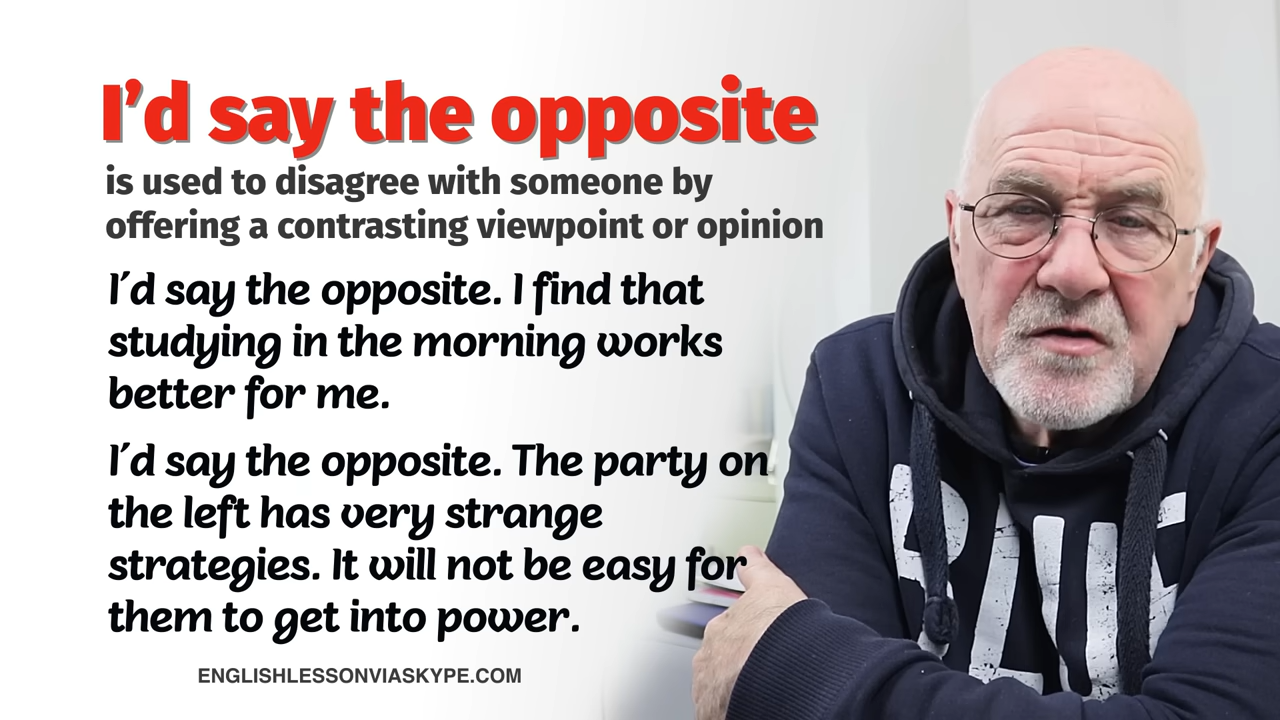 I’d say the opposite
is used to disagree with someone by
offering a contrasting viewpoint or opinion
I´d say the opposite. I find that
studying in the morning works
better for me.
I´d say the opposite. The party on
the left has very strange
strategies. It will not be easy for
them to get into power.
ENGLISHLESSONVIASKYPE.COM